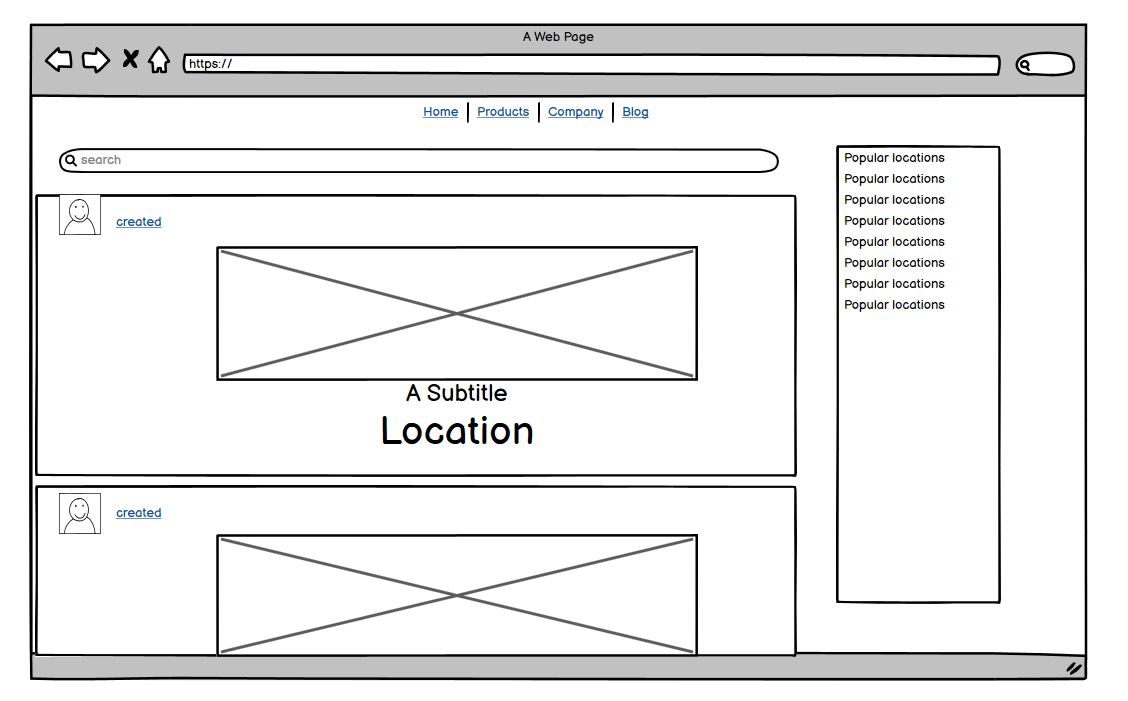 A Web Page
https://
Home Products Company Blog
search
created
A Subtitle
Location
created
Popular locations
Popular locations
Popular locations
Popular locations
Popular locations
Popular locations
Popular locations
Popular locations